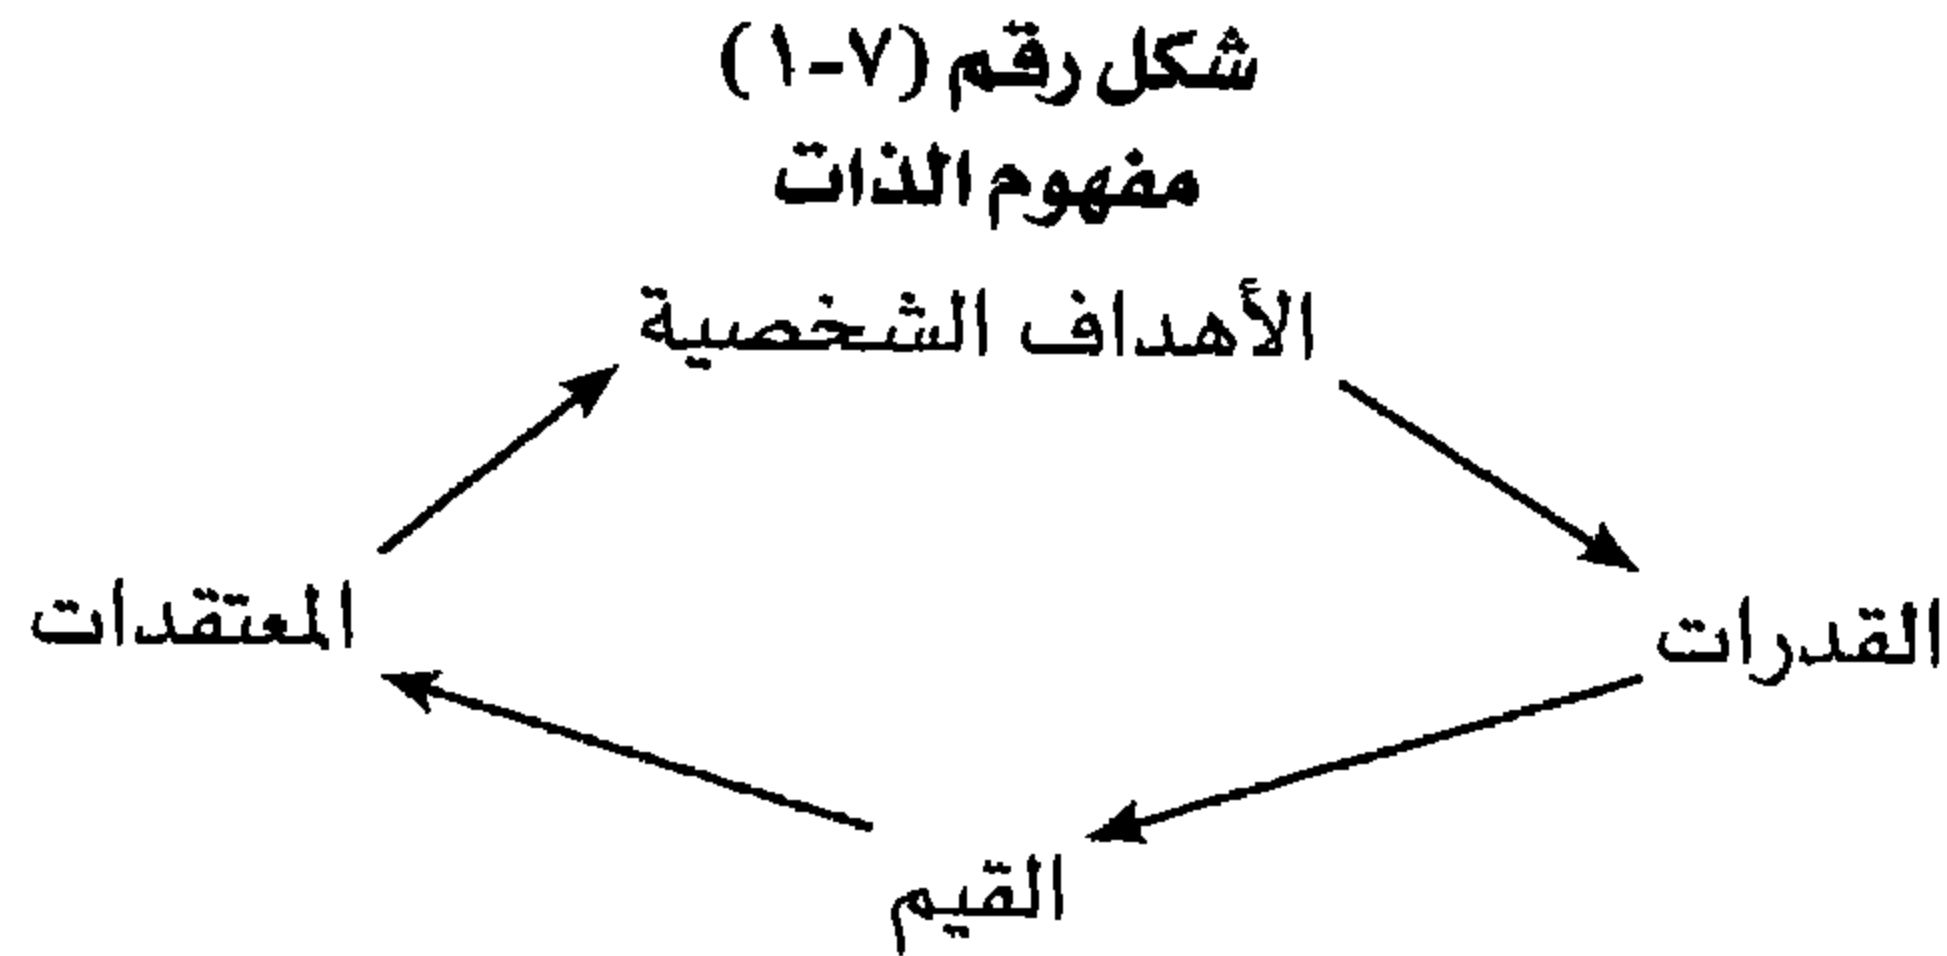 شكل رقم (٧-١)
مفهوم الذات
الأهداف الشخصية
القدرات
المعتقدات
القيم